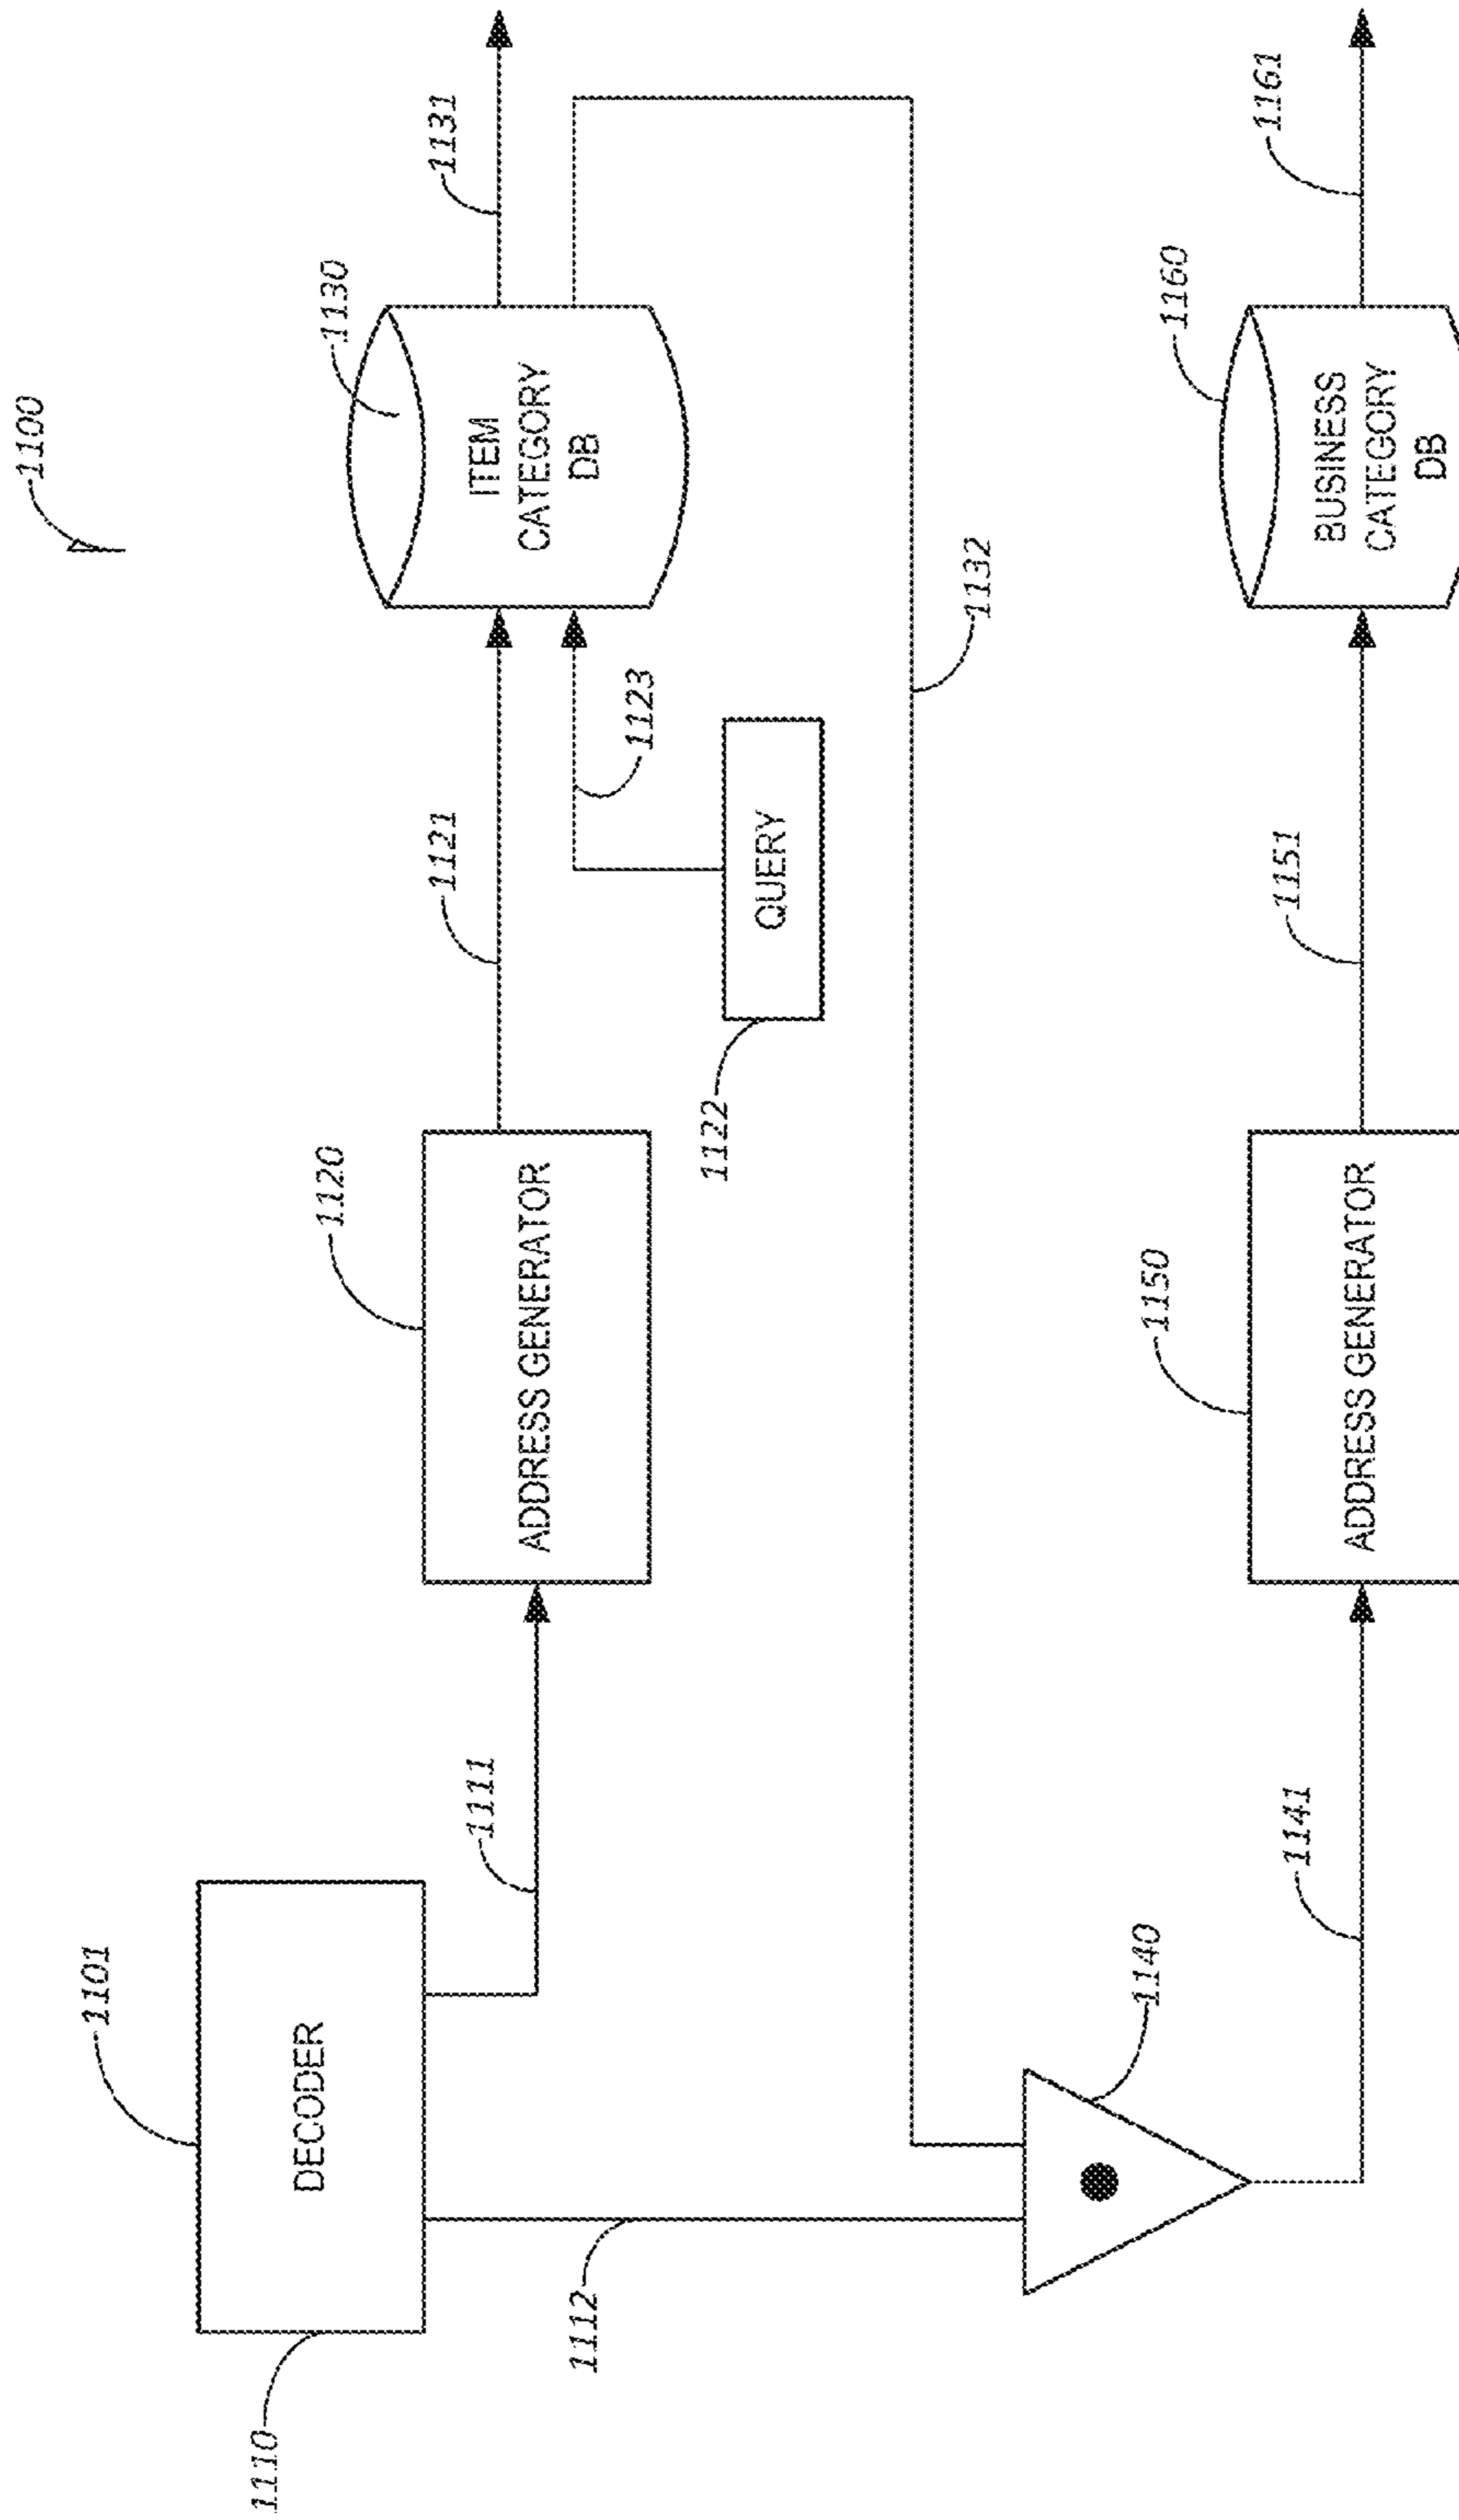 1100
1101
DECODER
1110
1111
1112
1120
ADDRESS GENERATOR
1121
1122
QUERY
1123
1130
ITEM
CATEGORY
DB
1131
1132
1140
1141
1150
ADDRESS GENERATOR
1151
1160
BUSINESS
CATEGORY
DB
1161